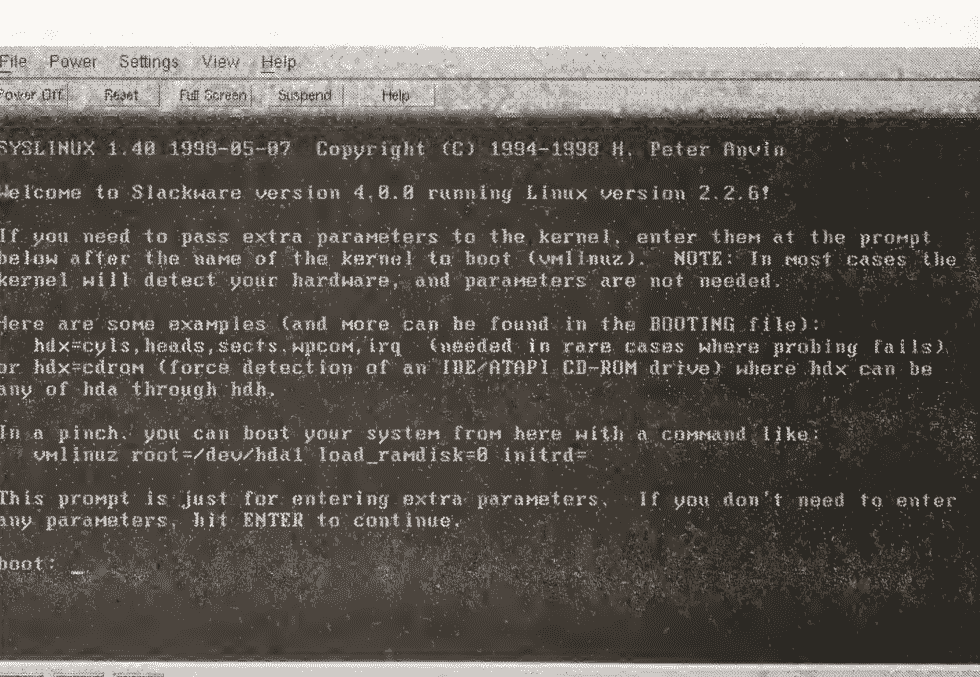 File Power Settings View Help
Power Off Reset Full Screen Suspend Help
SYSLINUX 1.40 1998-05-07 Copyright (C) 1994-1998 H. Peter Anvin
Welcome to Slackware version 4.0.0 running Linux version 2.2.6!
If you need to pass extra parameters to the kernel, enter them at the prompt
below after the name of the kernel to boot (vmlinuz). NOTE: In most cases the
kernel will detect your hardware, and parameters are not needed.
Here are some examples (and more can be found in the BOOTING file):
hdx=cyls,heads,sects,wpcom,irq (needed in rare cases where probing fails)
or hdx=cdrom (force detection of an IDE/ATAPI CD-ROM drive) where hdx can be
any of hda through hdh.
In a pinch, you can boot your system from here with a command like:
vmlinuz root=/dev/hda1 load_ramdisk=0 initrd=
This prompt is just for entering extra parameters. If you don't need to enter
any parameters, hit ENTER to continue.
boot: _